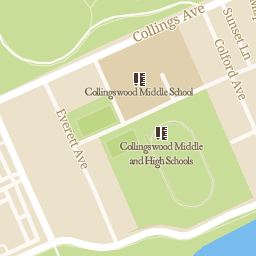 Collings Ave
Sunset Ln
Colford Ave
Collingswood Middle School
Everett Ave
Collingswood Middle
and High Schools